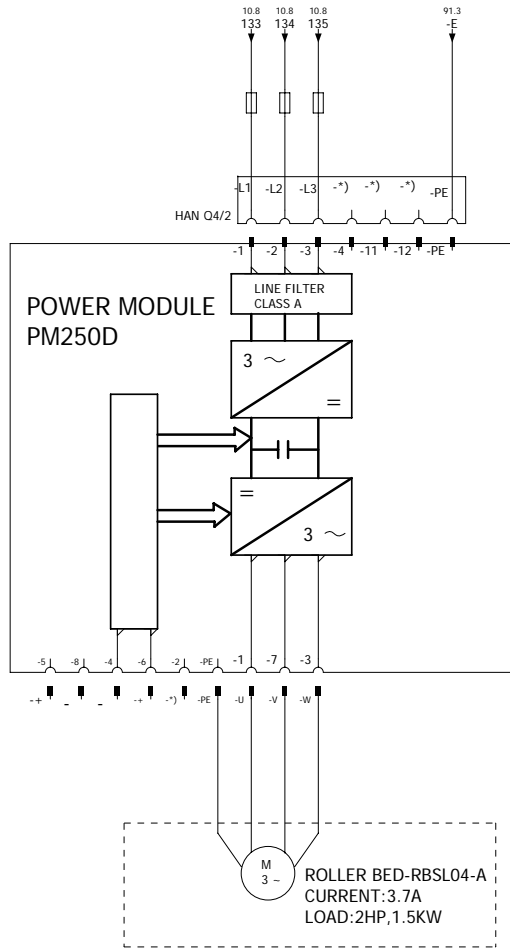 10.8 10.8 10.8 91.3
133 134 135 -E
-L1 -L2 -L3 -*) -*) -*) -PE
HAN Q4/2
-1 -2 -3 -4 -11 -12 -PE
LINE FILTER
CLASS A
POWER MODULE
PM250D
3 ~
=
=
3 ~
-5 -8 -4 -6 -2 -PE -1 -7 -3
-+ - - -+ -*) -PE -U -V -W
M
3 ~
ROLLER BED-RBSL04-A
CURRENT:3.7A
LOAD:2HP,1.5KW